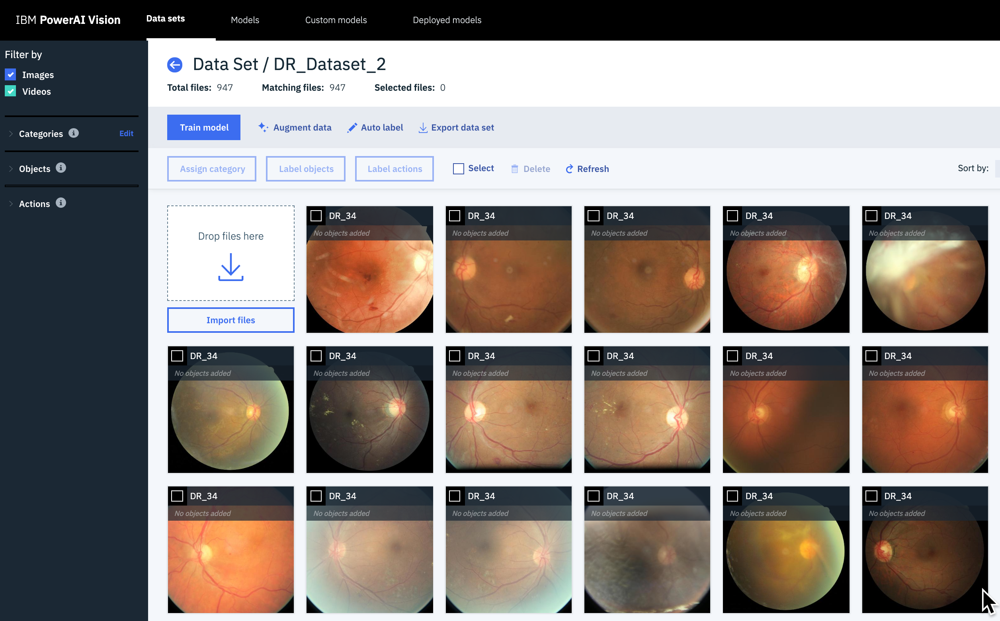 IBM PowerAI Vision Data sets Models Custom models Deployed models
Filter by
Images
Videos
Categories Edit
Objects
Actions
Data Set / DR_Dataset_2
Total files: 947 Matching files: 947 Selected files: 0
Train model Augment data Auto label Export data set
Assign category Label objects Label actions Select Delete Refresh Sort by:
Drop files here
Import files
DR_34 DR_34 DR_34 DR_34 DR_34
No objects added No objects added No objects added No objects added No objects added
DR_34 DR_34 DR_34 DR_34 DR_34 DR_34
No objects added No objects added No objects added No objects added No objects added No objects added
DR_34 DR_34 DR_34 DR_34 DR_34 DR_34
No objects added No objects added No objects added No objects added No objects added No objects added